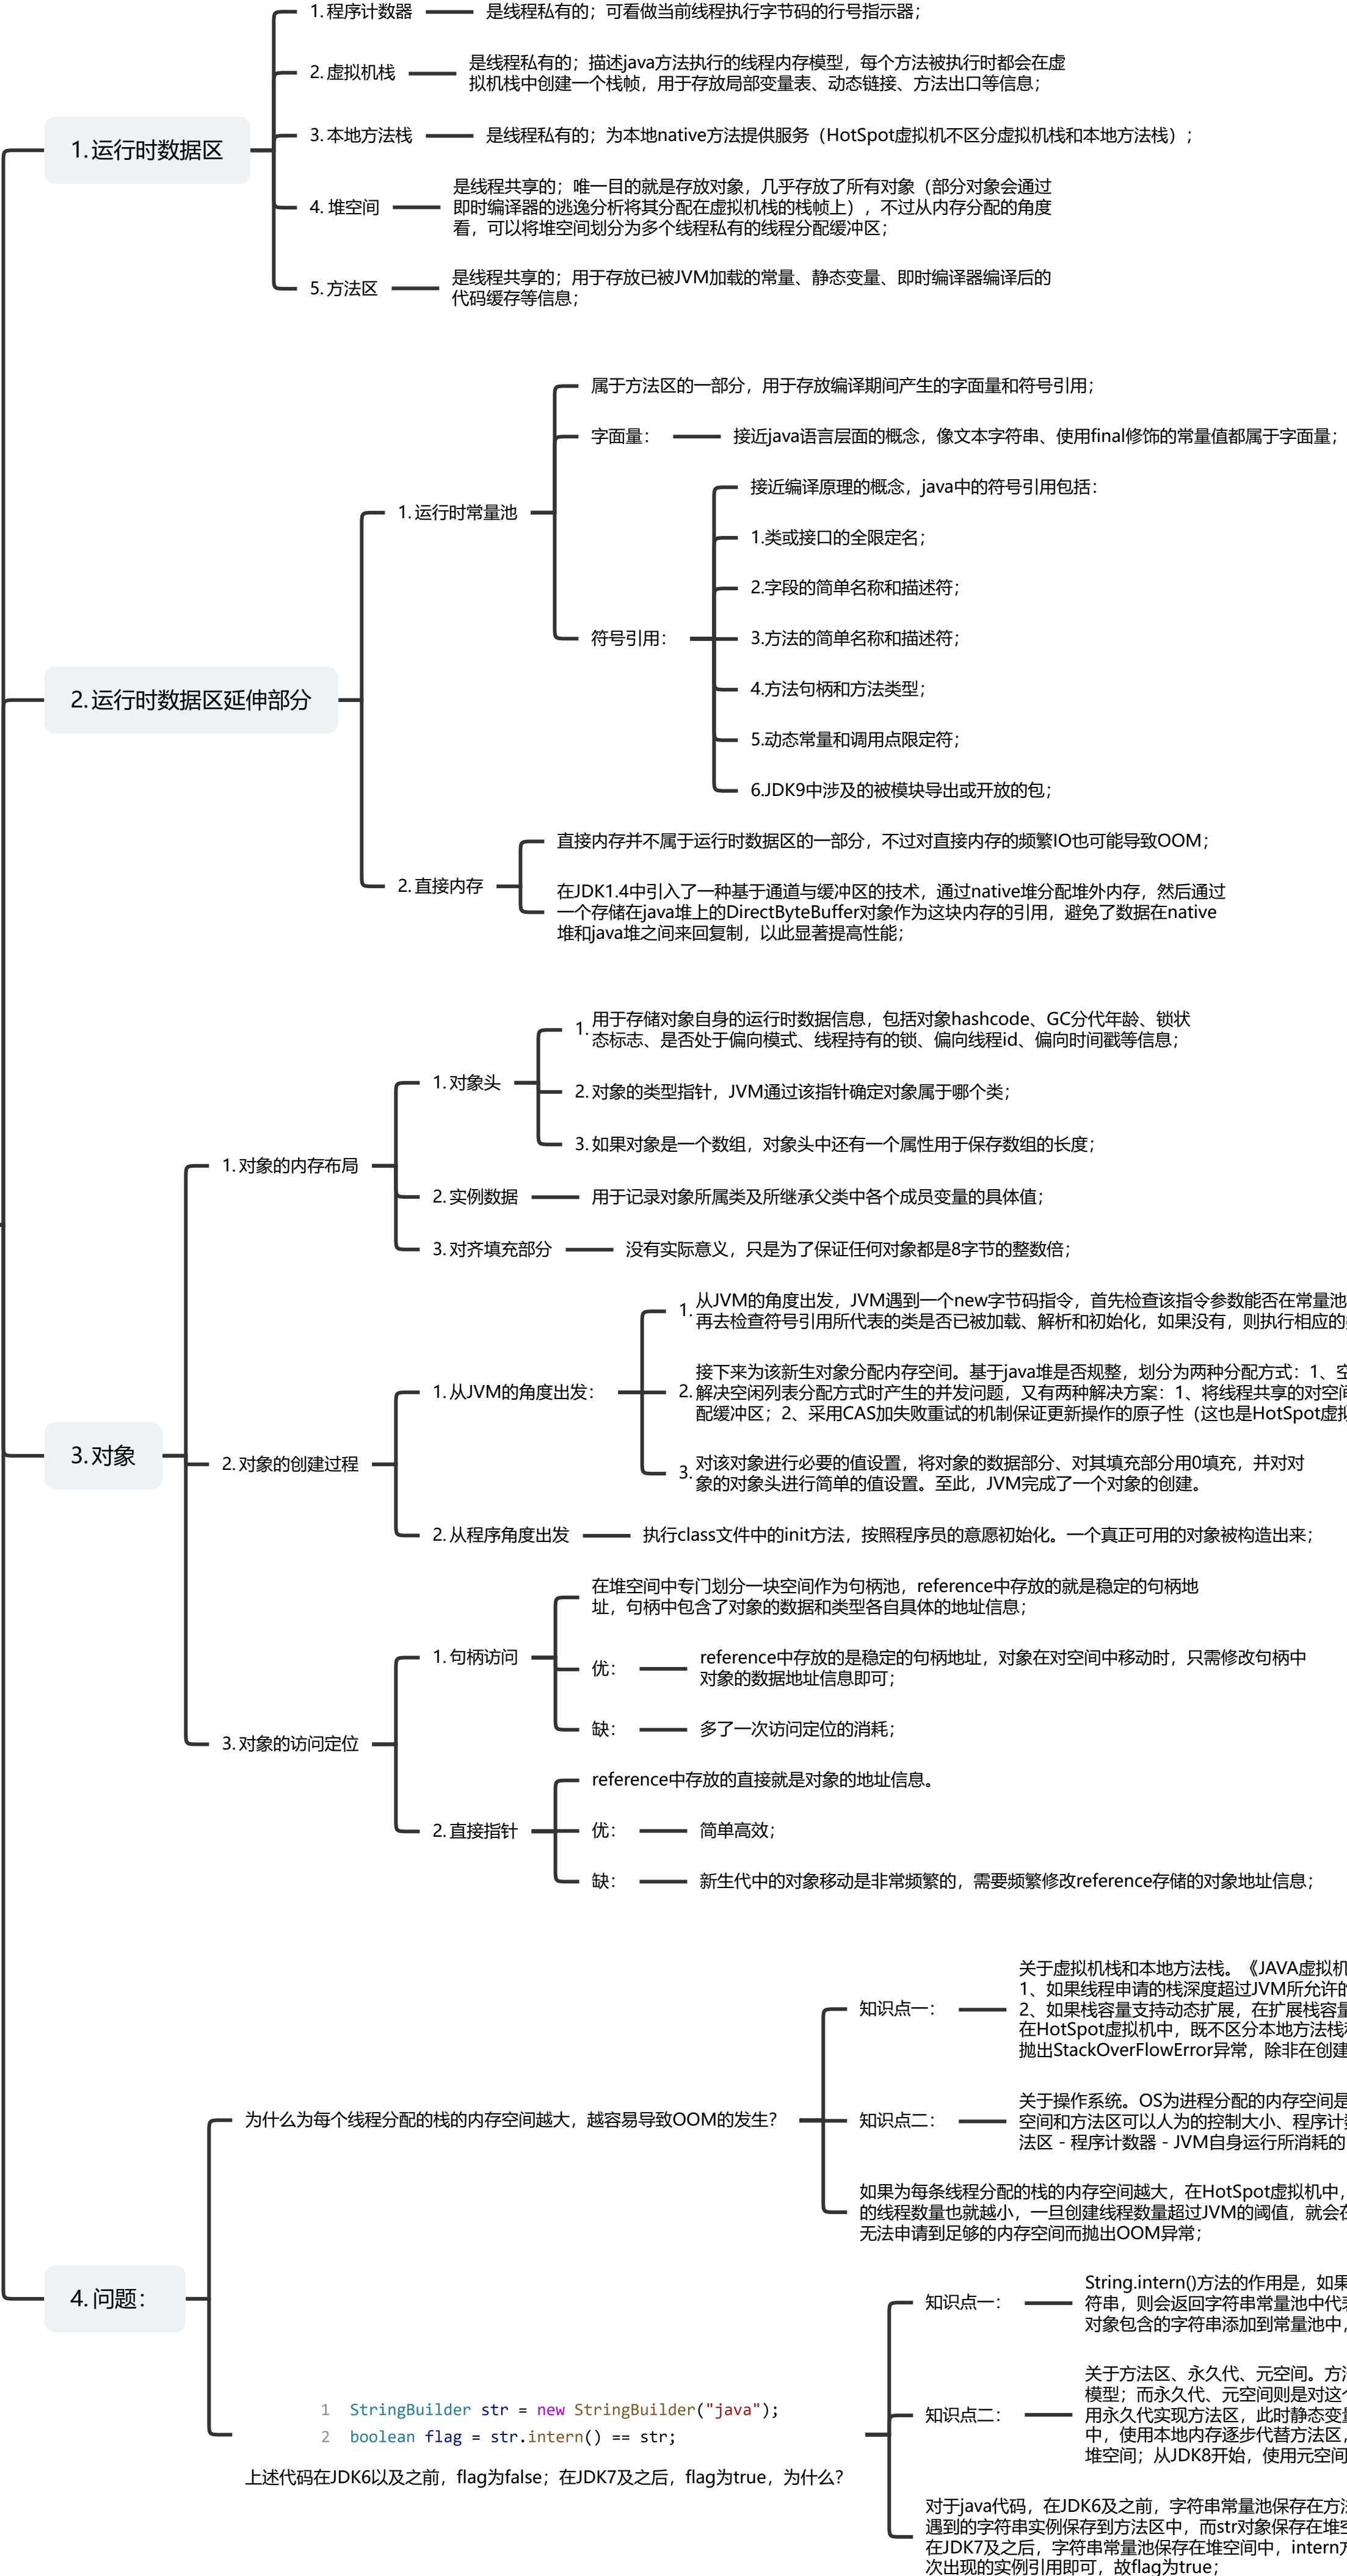 1. 运行时数据区
1. 程序计数器
是线程私有的；可看做当前线程执行字节码的行号指示器；
2. 虚拟机栈
是线程私有的；描述java方法执行的线程内存模型，每个方法被执行时都会在虚
拟机栈中创建一个栈帧，用于存放局部变量表、动态链接、方法出口等信息；
3. 本地方法栈
是线程私有的；为本地native方法提供服务（HotSpot虚拟机不区分虚拟机栈和本地方法栈）；
4. 堆空间
是线程共享的；唯一目的就是存放对象，几乎存放了所有对象（部分对象会通过
即时编译器的逃逸分析将其分配在虚拟机栈的栈帧上），不过从内存分配的角度
看，可以将堆空间划分为多个线程私有的线程分配缓冲区；
5. 方法区
是线程共享的；用于存放已被JVM加载的常量、静态变量、即时编译器编译后的
代码缓存等信息；
2. 运行时数据区延伸部分
1. 运行时常量池
属于方法区的一部分，用于存放编译期间产生的字面量和符号引用；
字面量：
接近java语言层面的概念，像文本字符串、使用final修饰的常量值都属于字面量；
符号引用：
接近编译原理的概念，java中的符号引用包括：
1.类或接口的全限定名；
2.字段的简单名称和描述符；
3.方法的简单名称和描述符；
4.方法句柄和方法类型；
5.动态常量和调用点限定符；
6.JDK9中涉及的被模块导出或开放的包；
2. 直接内存
直接内存并不属于运行时数据区的一部分，不过对直接内存的频繁IO也可能导致OOM；
在JDK1.4中引入了一种基于通道与缓冲区的技术，通过native堆分配堆外内存，然后通过
一个存储在java堆上的DirectByteBuffer对象作为这块内存的引用，避免了数据在native
堆和java堆之间来回复制，以此显著提高性能；
3. 对象
1. 对象的内存布局
1. 对象头
1. 用于存储对象自身的运行时数据信息，包括对象hashcode、GC分代年龄、锁状
态标志、是否处于偏向模式、线程持有的锁、偏向线程id、偏向时间戳等信息；
2. 对象的类型指针，JVM通过该指针确定对象属于哪个类；
3. 如果对象是一个数组，对象头中还有一个属性用于保存数组的长度；
2. 实例数据
用于记录对象所属类及所继承父类中各个成员变量的具体值；
3. 对齐填充部分
没有实际意义，只是为了保证任何对象都是8字节的整数倍；
2. 对象的创建过程
1. 从JVM的角度出发：
1. 从JVM的角度出发，JVM遇到一个new字节码指令，首先检查该指令参数能否在常量池
再去检查符号引用所代表的类是否已被加载、解析和初始化，如果没有，则执行相应的
2. 接下来为该新生对象分配内存空间。基于java堆是否规整，划分为两种分配方式：1、空
解决空闲列表分配方式时产生的并发问题，又有两种解决方案：1、将线程共享的对空间
配缓冲区；2、采用CAS加失败重试的机制保证更新操作的原子性（这也是HotSpot虚拟
3. 对该对象进行必要的值设置，将对象的数据部分、对其填充部分用0填充，并对对
象的对象头进行简单的值设置。至此，JVM完成了一个对象的创建。
2. 从程序角度出发
执行class文件中的init方法，按照程序员的意愿初始化。一个真正可用的对象被构造出来；
3. 对象的访问定位
1. 句柄访问
在堆空间中专门划分一块空间作为句柄池，reference中存放的就是稳定的句柄地
址，句柄中包含了对象的数据和类型各自具体的地址信息；
优：
reference中存放的是稳定的句柄地址，对象在对空间中移动时，只需修改句柄中
对象的数据地址信息即可；
缺：
多了一次访问定位的消耗；
2. 直接指针
reference中存放的直接就是对象的地址信息。
优：
简单高效；
缺：
新生代中的对象移动是非常频繁的，需要频繁修改reference存储的对象地址信息；
4. 问题：
为什么为每个线程分配的栈的内存空间越大，越容易导致OOM的发生？
知识点一：
关于虚拟机栈和本地方法栈。《JAVA虚拟机
1、如果线程申请的栈深度超过JVM所允许的
2、如果栈容量支持动态扩展，在扩展栈容量
在HotSpot虚拟机中，既不区分本地方法栈和
抛出StackOverFlowError异常，除非在创建
知识点二：
关于操作系统。OS为进程分配的内存空间是
空间和方法区可以人为的控制大小、程序计数
法区 - 程序计数器 - JVM自身运行所消耗的
如果为每条线程分配的栈的内存空间越大，在HotSpot虚拟机中，
的线程数量也就越小，一旦创建线程数量超过JVM的阈值，就会在
无法申请到足够的内存空间而抛出OOM异常；
1 StringBuilder str = new StringBuilder("java");
2 boolean flag = str.intern() == str;
上述代码在JDK6以及之前，flag为false；在JDK7及之后，flag为true，为什么？
知识点一：
String.intern()方法的作用是，如果
符串，则会返回字符串常量池中代表
对象包含的字符串添加到常量池中，
知识点二：
关于方法区、永久代、元空间。方法
模型；而永久代、元空间则是对这个
用永久代实现方法区，此时静态变量
中，使用本地内存逐步代替方法区，
堆空间；从JDK8开始，使用元空间
对于java代码，在JDK6及之前，字符串常量池保存在方法
遇到的字符串实例保存到方法区中，而str对象保存在堆空
在JDK7及之后，字符串常量池保存在堆空间中，intern方
次出现的实例引用即可，故flag为true；